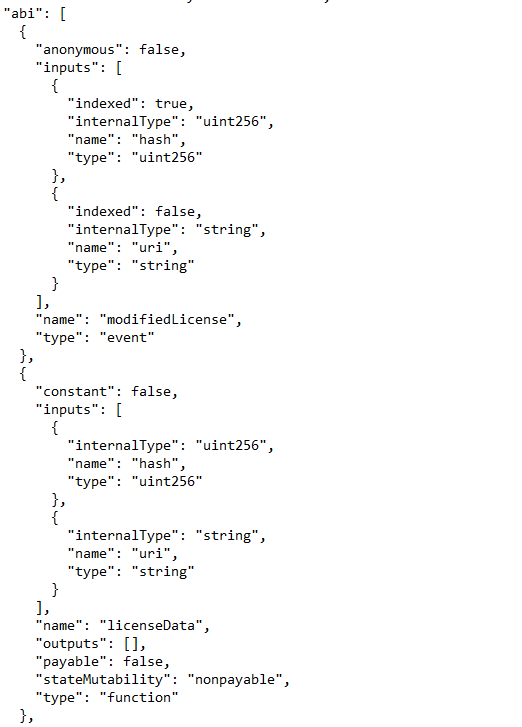 "abi": [
  {
    "anonymous": false,
    "inputs": [
      {
        "indexed": true,
        "internalType": "uint256",
        "name": "hash",
        "type": "uint256"
      },
      {
        "indexed": false,
        "internalType": "string",
        "name": "uri",
        "type": "string"
      }
    ],
    "name": "modifiedLicense",
    "type": "event"
  },
  {
    "constant": false,
    "inputs": [
      {
        "internalType": "uint256",
        "name": "hash",
        "type": "uint256"
      },
      {
        "internalType": "string",
        "name": "uri",
        "type": "string"
      }
    ],
    "name": "licenseData",
    "outputs": [],
    "payable": false,
    "stateMutability": "nonpayable",
    "type": "function"
  },